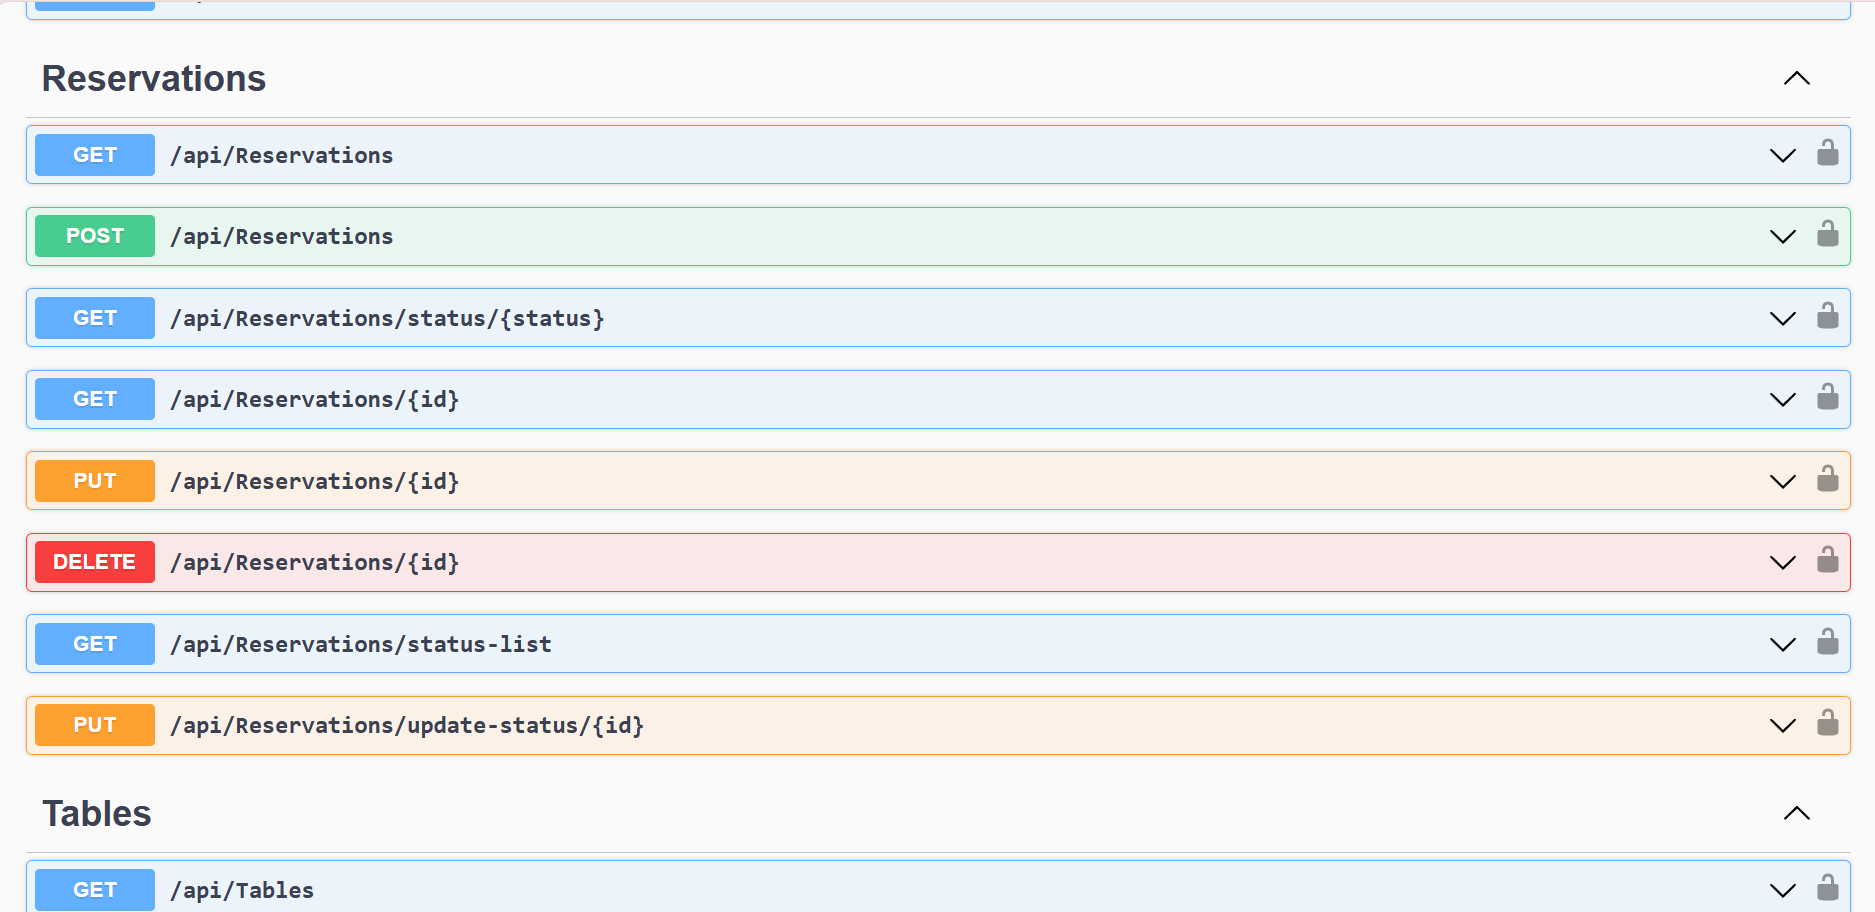 Reservations
GET /api/Reservations
POST /api/Reservations
GET /api/Reservations/status/{status}
GET /api/Reservations/{id}
PUT /api/Reservations/{id}
DELETE /api/Reservations/{id}
GET /api/Reservations/status-list
PUT /api/Reservations/update-status/{id}
Tables
GET /api/Tables